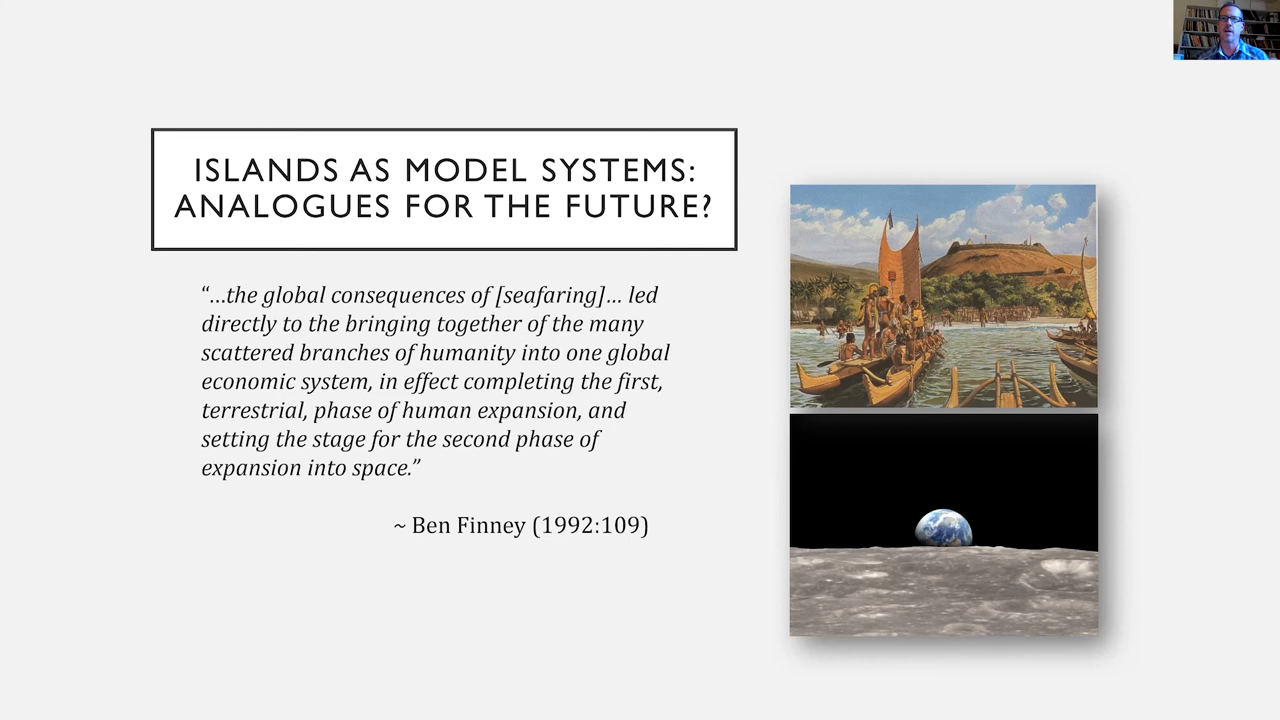 ISLANDS AS MODEL SYSTEMS:
ANALOGUES FOR THE FUTURE?
“…the global consequences of [seafaring]… led
directly to the bringing together of the many
scattered branches of humanity into one global
economic system, in effect completing the first,
terrestrial, phase of human expansion, and
setting the stage for the second phase of
expansion into space.”
~ Ben Finney (1992:109)